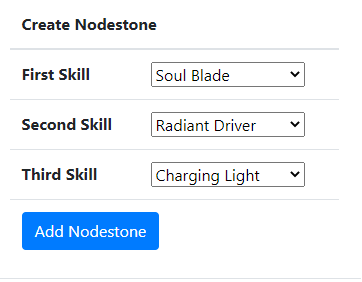 Create Nodestone
First Skill Soul Blade
Second Skill Radiant Driver
Third Skill Charging Light
Add Nodestone